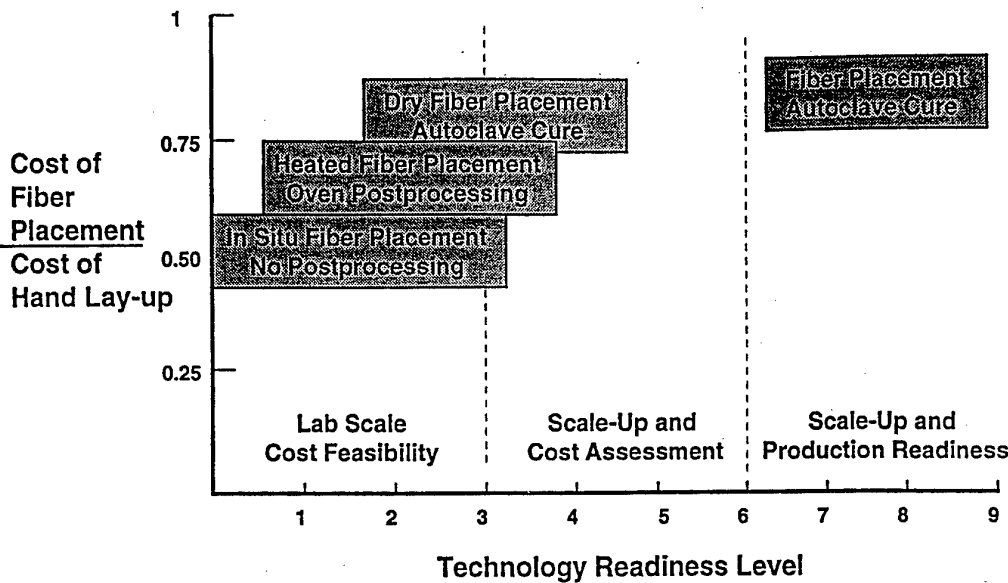 1
0.75
0.50
0.25
Cost of
Fiber
Placement
Cost of
Hand Lay-up
Dry Fiber Placement
Autoclave Cure
Heated Fiber Placement
Oven Postprocessing
In Situ Fiber Placement
No Postprocessing
Fiber Placement
Autoclave Cure
Lab Scale
Cost Feasibility
Scale-Up and
Cost Assessment
Scale-Up and
Production Readiness
1 2 3 4 5 6 7 8 9
Technology Readiness Level